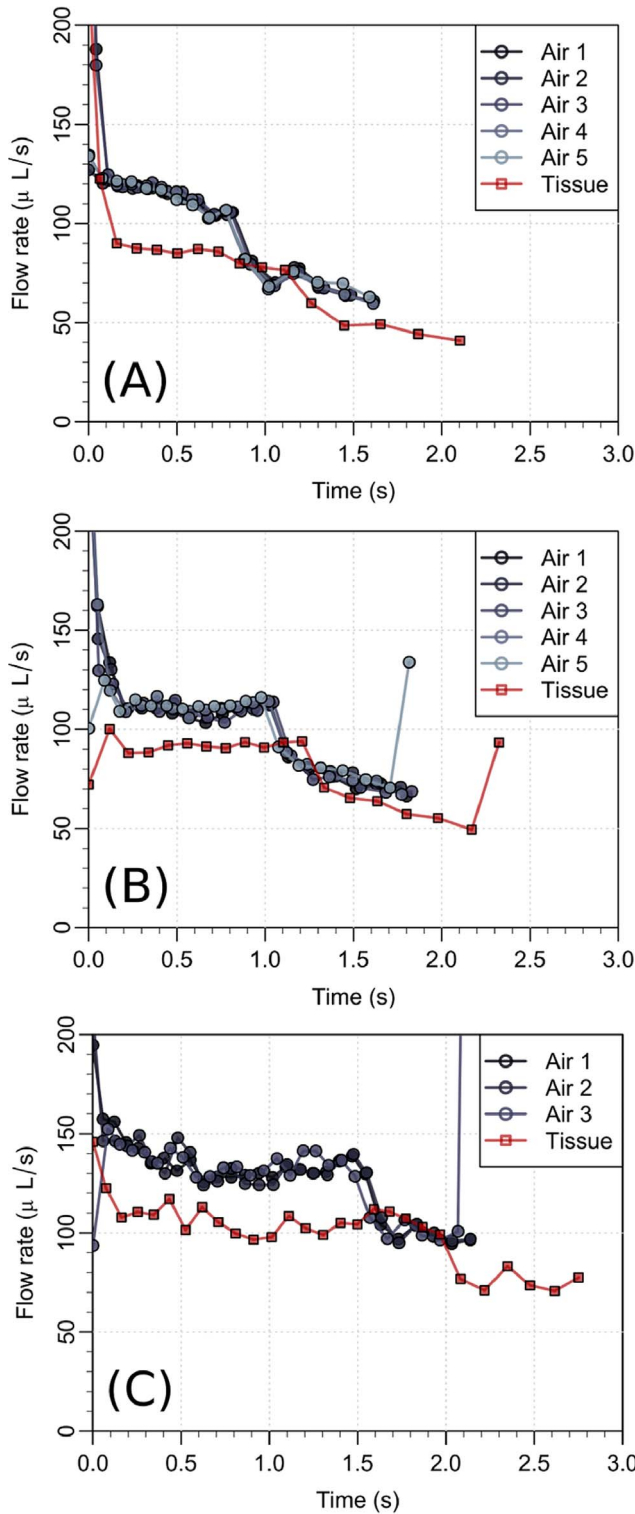 200
150
100
50
0
Flow rate (μ L/s)
Air 1
Air 2
Air 3
Air 4
Air 5
Tissue
(A)
0.0 0.5 1.0 1.5 2.0 2.5 3.0
Time (s)
200
150
100
50
0
Flow rate (μ L/s)
Air 1
Air 2
Air 3
Air 4
Air 5
Tissue
(B)
0.0 0.5 1.0 1.5 2.0 2.5 3.0
Time (s)
200
150
100
50
0
Flow rate (μ L/s)
Air 1
Air 2
Air 3
Tissue
(C)
0.0 0.5 1.0 1.5 2.0 2.5 3.0
Time (s)